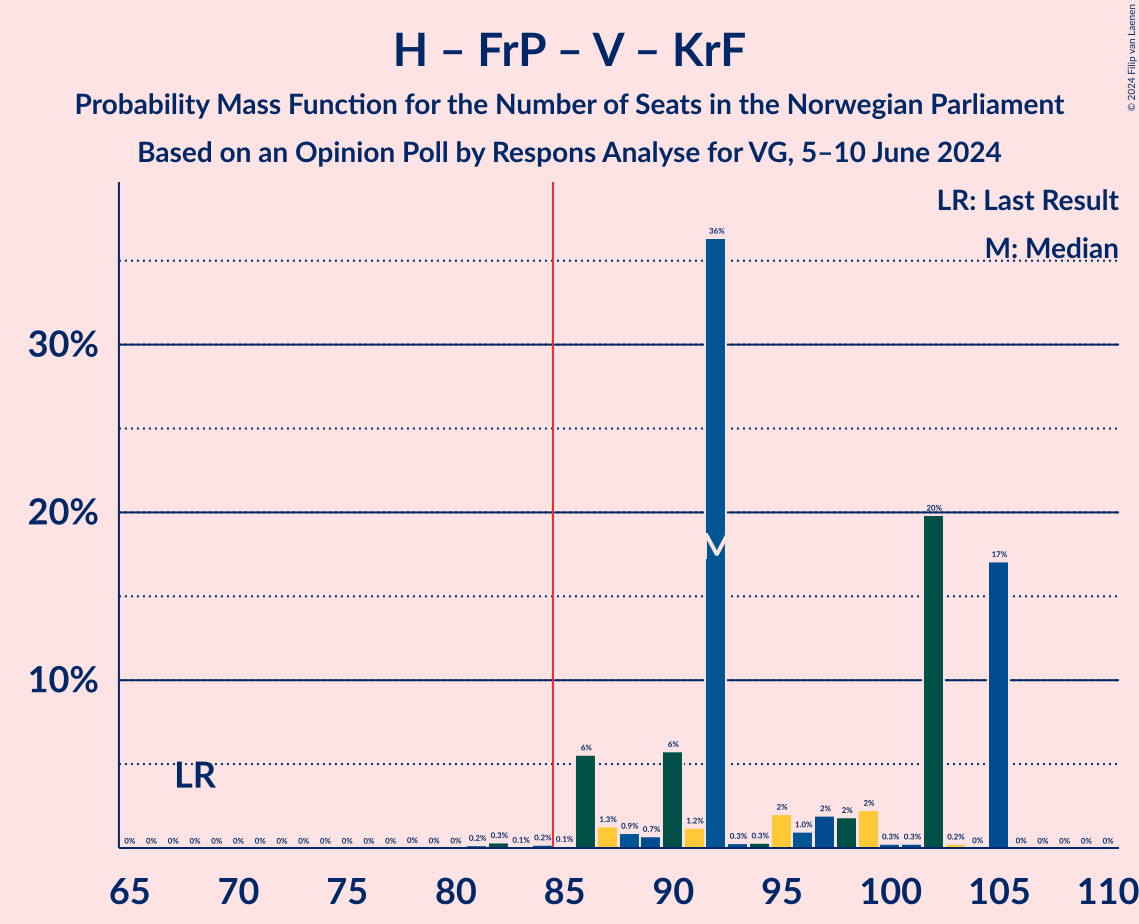 H – FrP – V – KrF
Probability Mass Function for the Number of Seats in the Norwegian Parliament
Based on an Opinion Poll by Respons Analyse for VG, 5–10 June 2024
© 2024 Filip van Laenen
LR: Last Result
M: Median
36%
30%
20%
20%
17%
M
10%
LR
6% 6%
0% 0% 0% 0% 0% 0% 0% 0% 0% 0% 0% 0% 0% 0% 0% 0% 0.2% 0.3% 0.1% 0.2% 0.1% 1.3% 0.9% 0.7% 1.2% 0.3% 0.3% 2% 1.0% 2% 2% 2% 0.3% 0.3% 0.2% 0% 0% 0% 0% 0% 0%
65 70 75 80 85 90 95 100 105 110